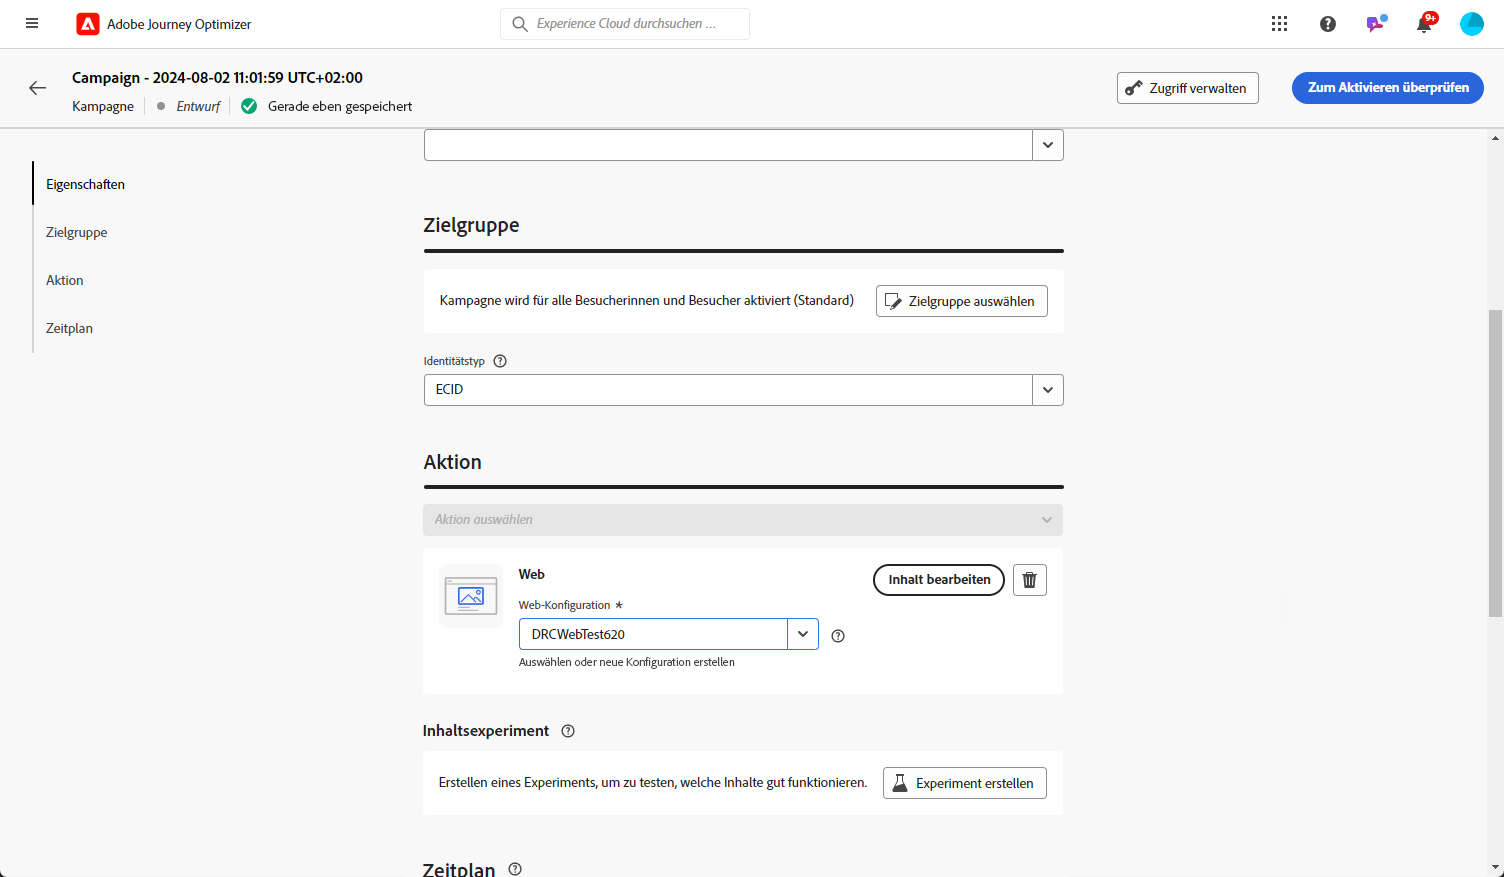 Adobe Journey Optimizer
Experience Cloud durchsuchen ...
9+
Campaign - 2024-08-02 11:01:59 UTC+02:00
Kampagne
Entwurf
Gerade eben gespeichert
Zugriff verwalten
Zum Aktivieren überprüfen
Eigenschaften
Zielgruppe
Aktion
Zeitplan
Zielgruppe
Kampagne wird für alle Besucherinnen und Besucher aktiviert (Standard)
Zielgruppe auswählen
Identitätstyp
ECID
Aktion
Aktion auswählen
Web
Inhalt bearbeiten
Web-Konfiguration *
DRCWebTest620
Auswählen oder neue Konfiguration erstellen
Inhaltsexperiment
Erstellen eines Experiments, um zu testen, welche Inhalte gut funktionieren.
Experiment erstellen
Zeitplan